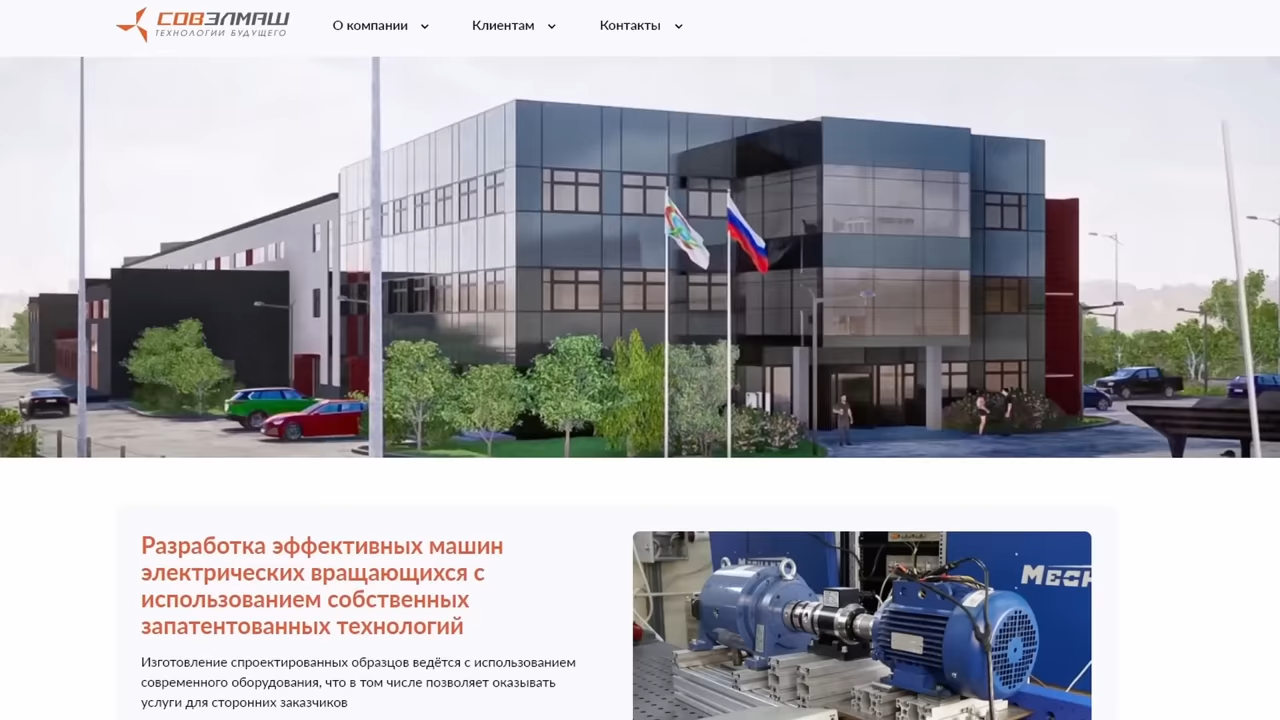 СОВЭЛМАШ
ТЕХНОЛОГИИ БУДУЩЕГО
О компании
Клиентам
Контакты
Разработка эффективных машин
электрических вращающихся с
использованием собственных
запатентованных технологий
Изготовление спроектированных образцов ведётся с использованием
современного оборудования, что в том числе позволяет оказывать
услуги для сторонних заказчиков